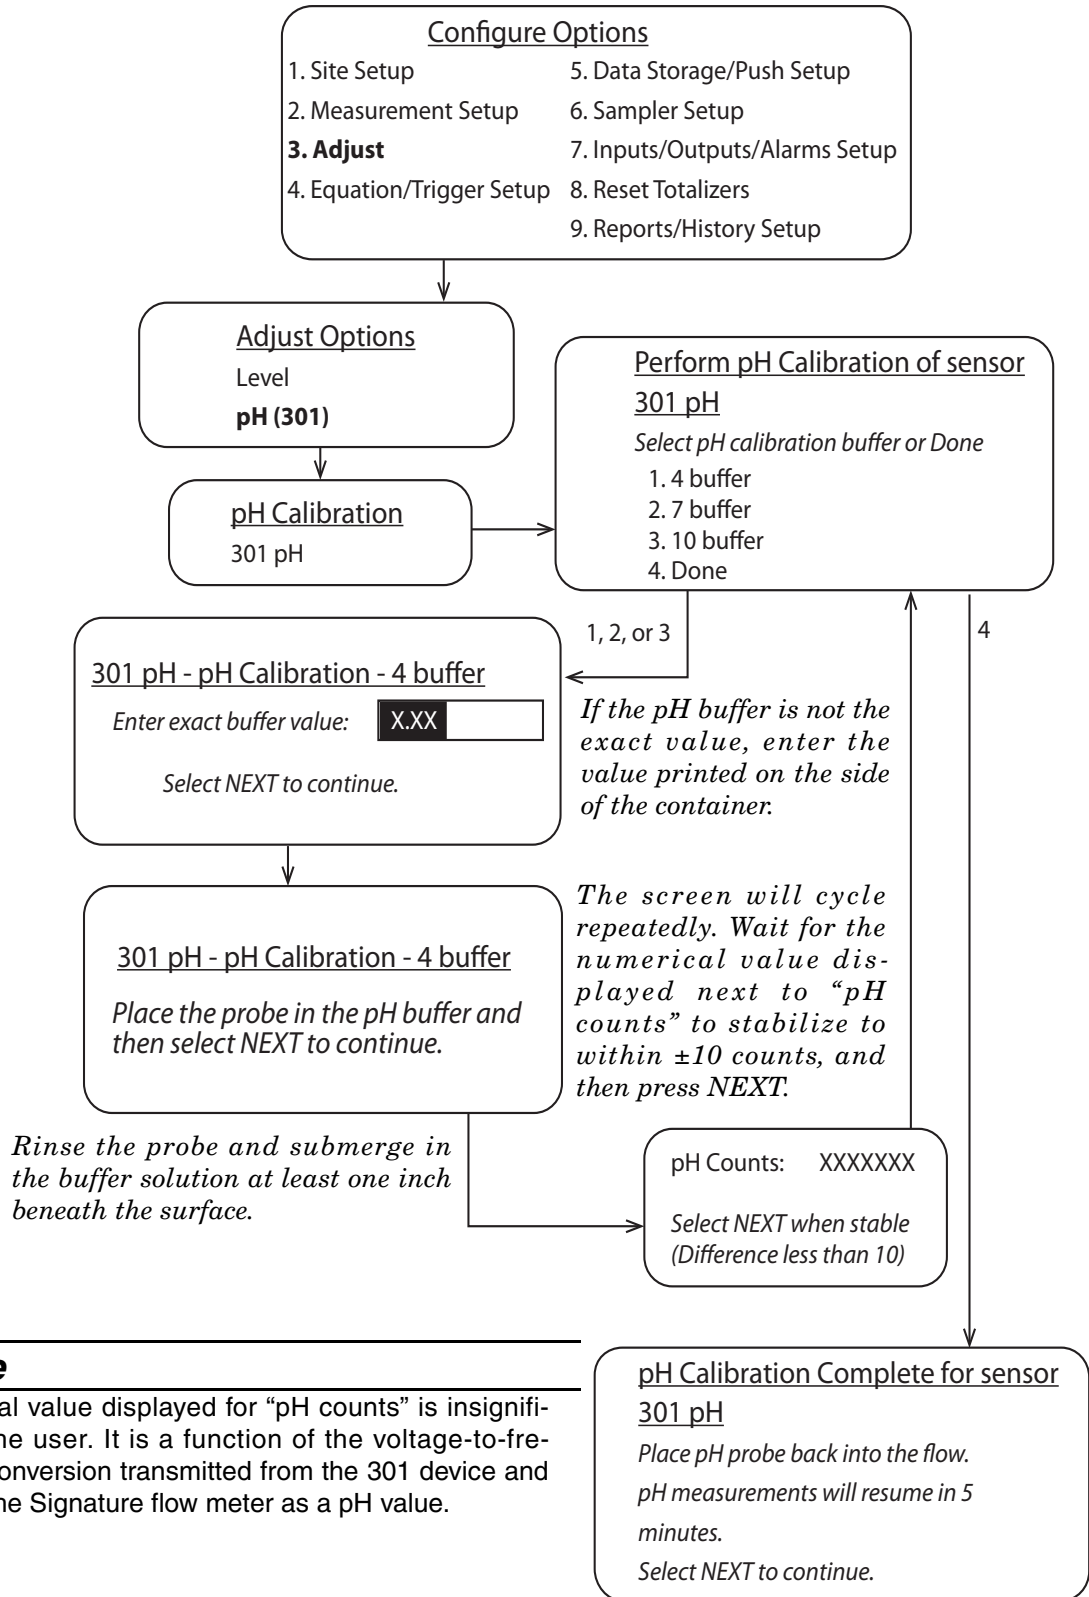 Configure Options
1. Site Setup
2. Measurement Setup
3. Adjust
4. Equation/Trigger Setup
5. Data Storage/Push Setup
6. Sampler Setup
7. Inputs/Outputs/Alarms Setup
8. Reset Totalizers
9. Reports/History Setup
Adjust Options
Level
pH (301)
pH Calibration
301 pH
Perform pH Calibration of sensor
301 pH
Select pH calibration buffer or Done
1. 4 buffer
2. 7 buffer
3. 10 buffer
4. Done
1, 2, or 3
4
301 pH - pH Calibration - 4 buffer
Enter exact buffer value: X.XX
Select NEXT to continue.
If the pH buffer is not the
exact value, enter the
value printed on the side
of the container.
301 pH - pH Calibration - 4 buffer
Place the probe in the pH buffer and
then select NEXT to continue.
The screen will cycle
repeatedly. Wait for the
numerical value dis-
played next to “pH
counts” to stabilize to
within ±10 counts, and
then press NEXT.
Rinse the probe and submerge in
the buffer solution at least one inch
beneath the surface.
pH Counts: XXXXXXX
Select NEXT when stable
(Difference less than 10)
al value displayed for “pH counts” is insignifi-
ne user. It is a function of the voltage-to-fre-
onversion transmitted from the 301 device and
ne Signature flow meter as a pH value.
pH Calibration Complete for sensor
301 pH
Place pH probe back into the flow.
pH measurements will resume in 5
minutes.
Select NEXT to continue.